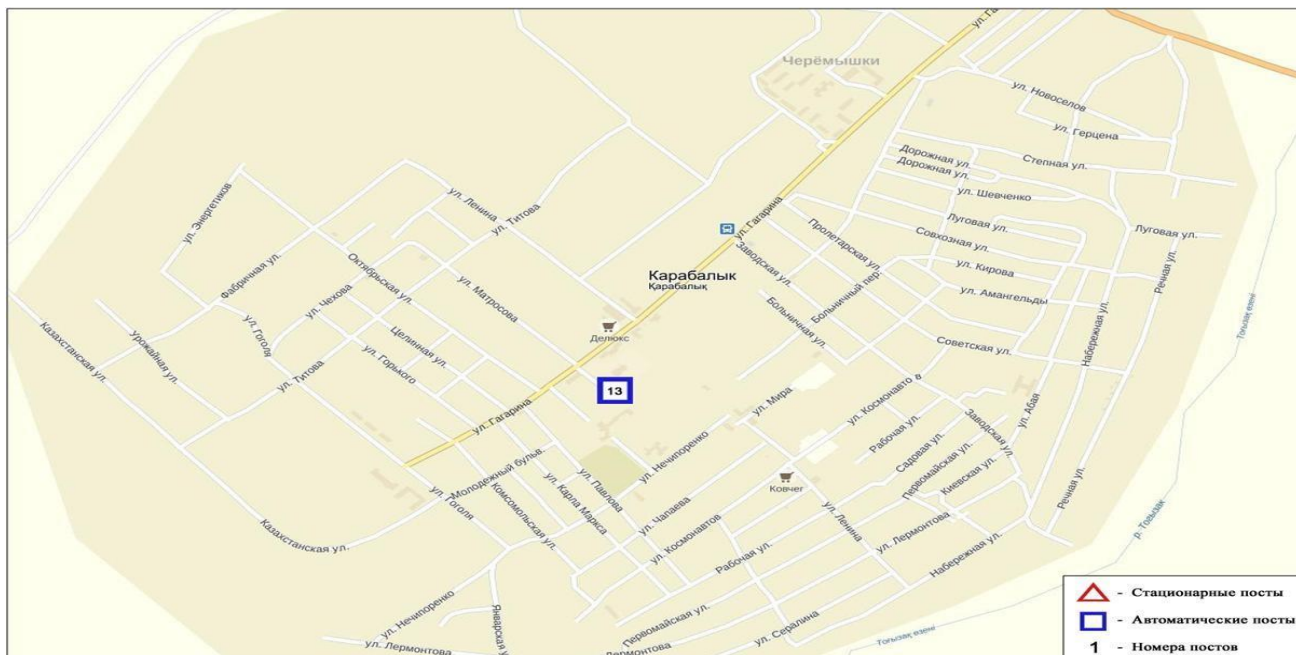 ул. Га
Черёмышки
ул. Новоселов
ул. Герцена
Дорожная ул.
Степная ул.
Дорожная ул.
ул. Шевченко
ул. Энергетиков
ул. Ленина
ул. Титова
ул. Гагарина
Пролетарская ул.
Луговая ул.
Совхозная ул.
Луговая ул.
Заводская ул.
Октябрьская ул.
Фабричная ул.
Карабалык
Қарабалық
Больничный пер.
ул. Кирова
ул. Амангельды
Речная ул.
ул. Чехова
ул. Матросова
Больничная ул.
Казахстанская ул.
Урожайная ул.
ул. Гоголя
Целинная ул.
Делюкс
Советская ул.
Набережная ул.
Тоғызақ өзені
ул. Титова
ул. Горького
13
ул. Мира
ул. Космонавто в
ул. Гагарина
Рабочая ул.
Заводская ул.
ул. Абая
Молодежный бульв.
ул. Нечипоренко
Садовая ул.
Первомайская ул.
Киевская ул.
Ковчег
ул. Гоголя
Комсомольская ул.
ул. Карла Маркса
ул. Павлова
ул. Чапаева
ул. Ленина
Речная ул.
р. Тогызак
Казахстанская ул.
ул. Космонавтов
Рабочая ул.
ул. Лермонтова
Набережная ул.
ул. Нечипоренко
Январская у
Первомайская ул.
ул. Сералина
Тоғызақ өзені
ул. Лермонтова
Лермонтова
- Стационарные посты
- Автоматические посты
1 - Номера постов